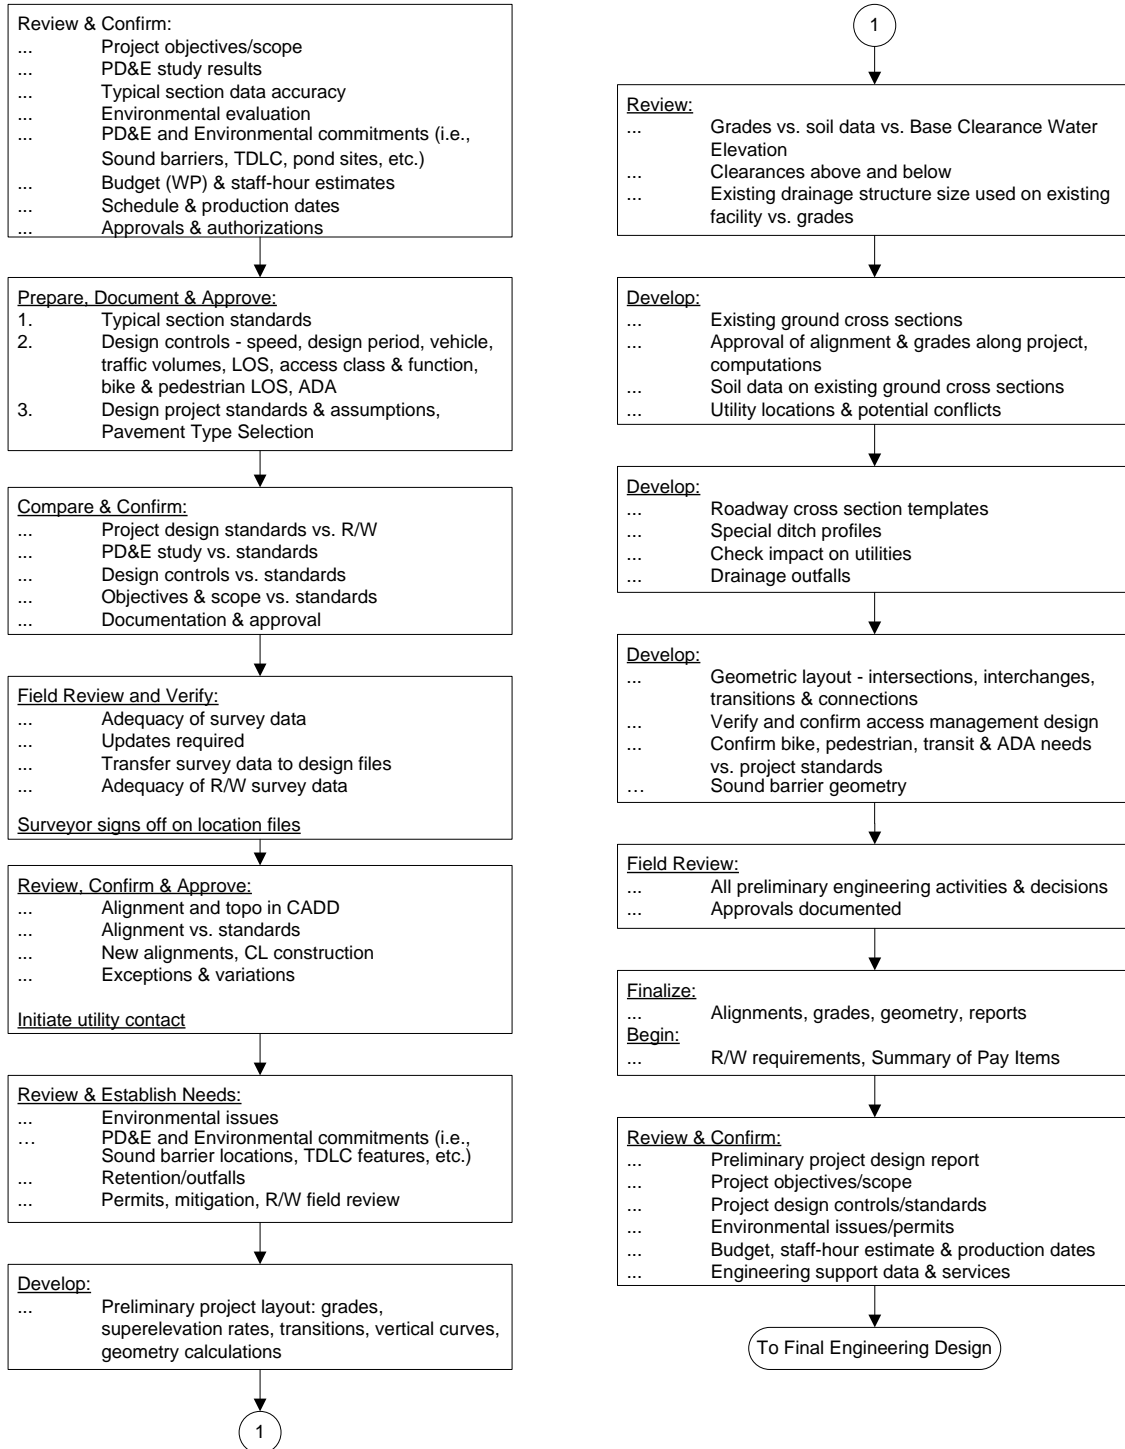 Review & Confirm:
... Project objectives/scope
... PD&E study results
... Typical section data accuracy
... Environmental evaluation
... PD&E and Environmental commitments (i.e.,
Sound barriers, TDLC, pond sites, etc.)
... Budget (WP) & staff-hour estimates
... Schedule & production dates
... Approvals & authorizations
Prepare, Document & Approve:
1. Typical section standards
2. Design controls - speed, design period, vehicle,
traffic volumes, LOS, access class & function,
bike & pedestrian LOS, ADA
3. Design project standards & assumptions,
Pavement Type Selection
Compare & Confirm:
... Project design standards vs. R/W
... PD&E study vs. standards
... Design controls vs. standards
... Objectives & scope vs. standards
... Documentation & approval
Field Review and Verify:
... Adequacy of survey data
... Updates required
... Transfer survey data to design files
... Adequacy of R/W survey data
Surveyor signs off on location files
Review, Confirm & Approve:
... Alignment and topo in CADD
... Alignment vs. standards
... New alignments, CL construction
... Exceptions & variations
Initiate utility contact
Review & Establish Needs:
... Environmental issues
... PD&E and Environmental commitments (i.e.,
Sound barrier locations, TDLC features, etc.)
... Retention/outfalls
... Permits, mitigation, R/W field review
Develop:
... Preliminary project layout: grades,
superelevation rates, transitions, vertical curves,
geometry calculations
1
1
Review:
... Grades vs. soil data vs. Base Clearance Water
Elevation
... Clearances above and below
... Existing drainage structure size used on existing
facility vs. grades
Develop:
... Existing ground cross sections
... Approval of alignment & grades along project,
computations
... Soil data on existing ground cross sections
... Utility locations & potential conflicts
Develop:
... Roadway cross section templates
... Special ditch profiles
... Check impact on utilities
... Drainage outfalls
Develop:
... Geometric layout - intersections, interchanges,
transitions & connections
... Verify and confirm access management design
... Confirm bike, pedestrian, transit & ADA needs
vs. project standards
... Sound barrier geometry
Field Review:
... All preliminary engineering activities & decisions
... Approvals documented
Finalize:
... Alignments, grades, geometry, reports
Begin:
... R/W requirements, Summary of Pay Items
Review & Confirm:
... Preliminary project design report
... Project objectives/scope
... Project design controls/standards
... Environmental issues/permits
... Budget, staff-hour estimate & production dates
... Engineering support data & services
To Final Engineering Design